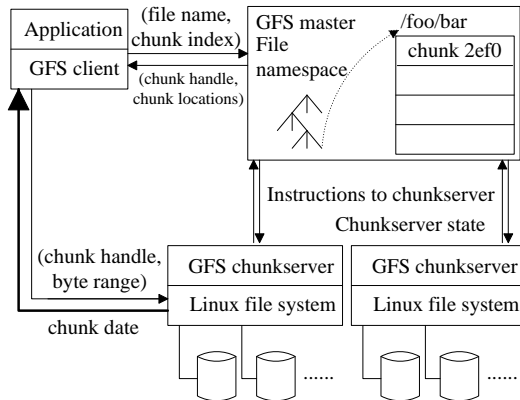 Application
GFS client
(file name,
chunk index)
(chunk handle,
chunk locations)
GFS master
File
namespace
/foo/bar
chunk 2ef0
Instructions to chunkserver
Chunkserver state
(chunk handle,
byte range)
chunk date
GFS chunkserver
Linux file system
......
GFS chunkserver
Linux file system
......